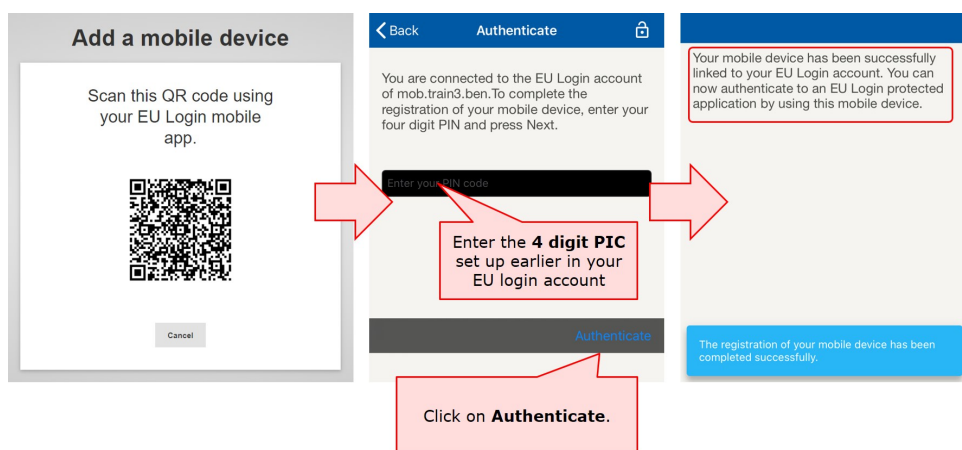 Add a mobile device
Scan this QR code using
your EU Login mobile
app.
Cancel
Back
Authenticate
You are connected to the EU Login account
of mob.train3.ben.To complete the
registration of your mobile device, enter your
four digit PIN and press Next.
Enter your PIN code
Enter the 4 digit PIC
set up earlier in your
EU login account
Authenticate
Click on Authenticate.
Your mobile device has been successfully
linked to your EU Login account. You can
now authenticate to an EU Login protected
application by using this mobile device.
The registration of your mobile device has been
completed successfully.